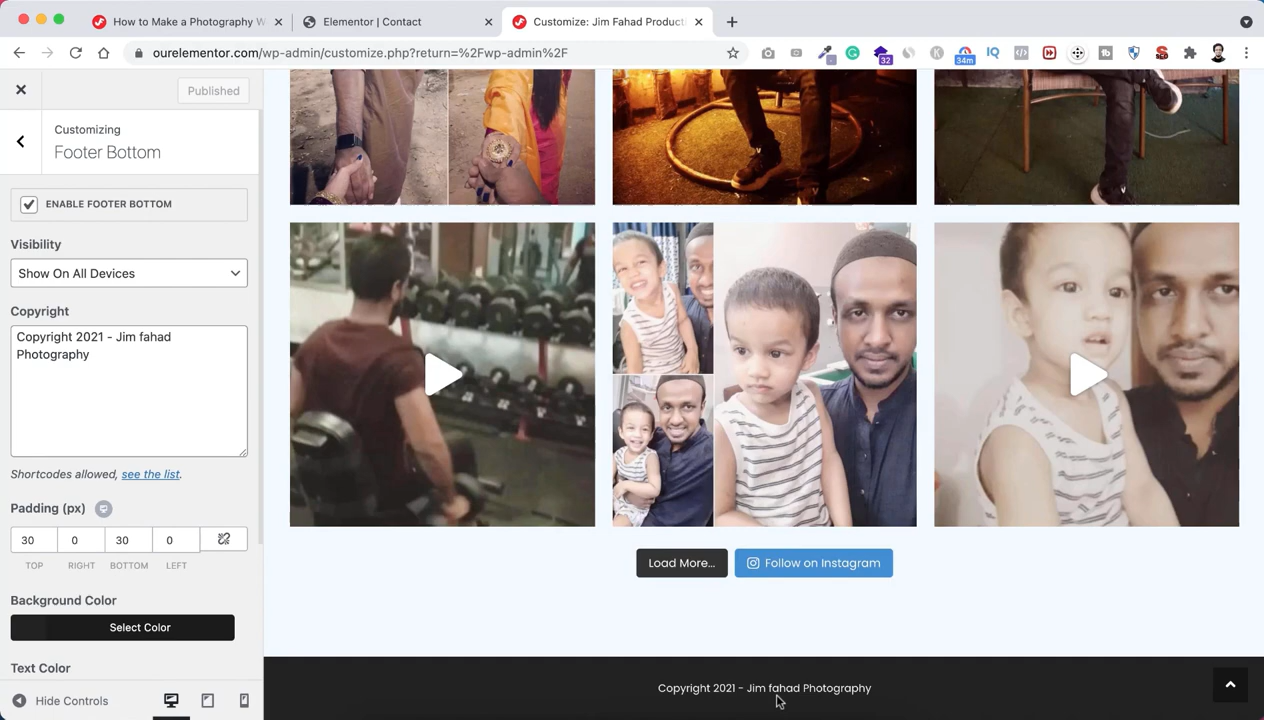 How to Make a Photography W
Elementor | Contact
Customize: Jim Fahad Product
ourelementor.com/wp-admin/customize.php?return=%2Fwp-admin%2F
32
34m
IQ
Published
Customizing
Footer Bottom
ENABLE FOOTER BOTTOM
Visibility
Show On All Devices
Copyright
Copyright 2021 - Jim fahad
Photography
Shortcodes allowed, see the list.
Padding (px)
30 0 30 0
TOP RIGHT BOTTOM LEFT
Background Color
Select Color
Text Color
Hide Controls
Load More...
Follow on Instagram
Copyright 2021 - Jim fahad Photography